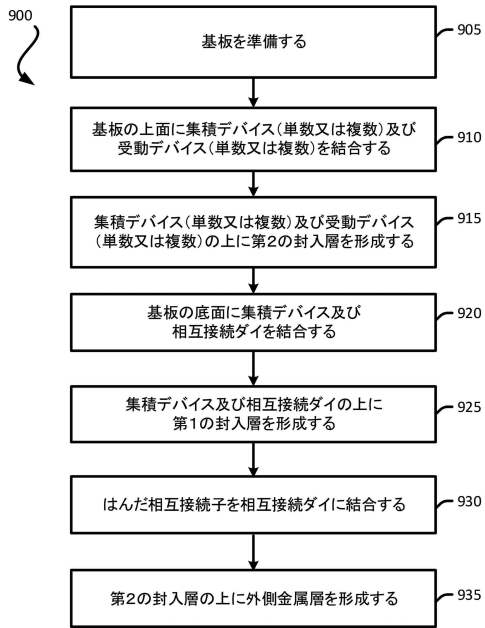 900
基板を準備する
905
基板の上面に集積デバイス(単数又は複数)及び
受動デバイス(単数又は複数)を結合する
910
集積デバイス(単数又は複数)及び受動デバイス
(単数又は複数)の上に第2の封入層を形成する
915
基板の底面に集積デバイス及び
相互接続ダイを結合する
920
集積デバイス及び相互接続ダイの上に
第1の封入層を形成する
925
はんだ相互接続子を相互接続ダイに結合する
930
第2の封入層の上に外側金属層を形成する
935